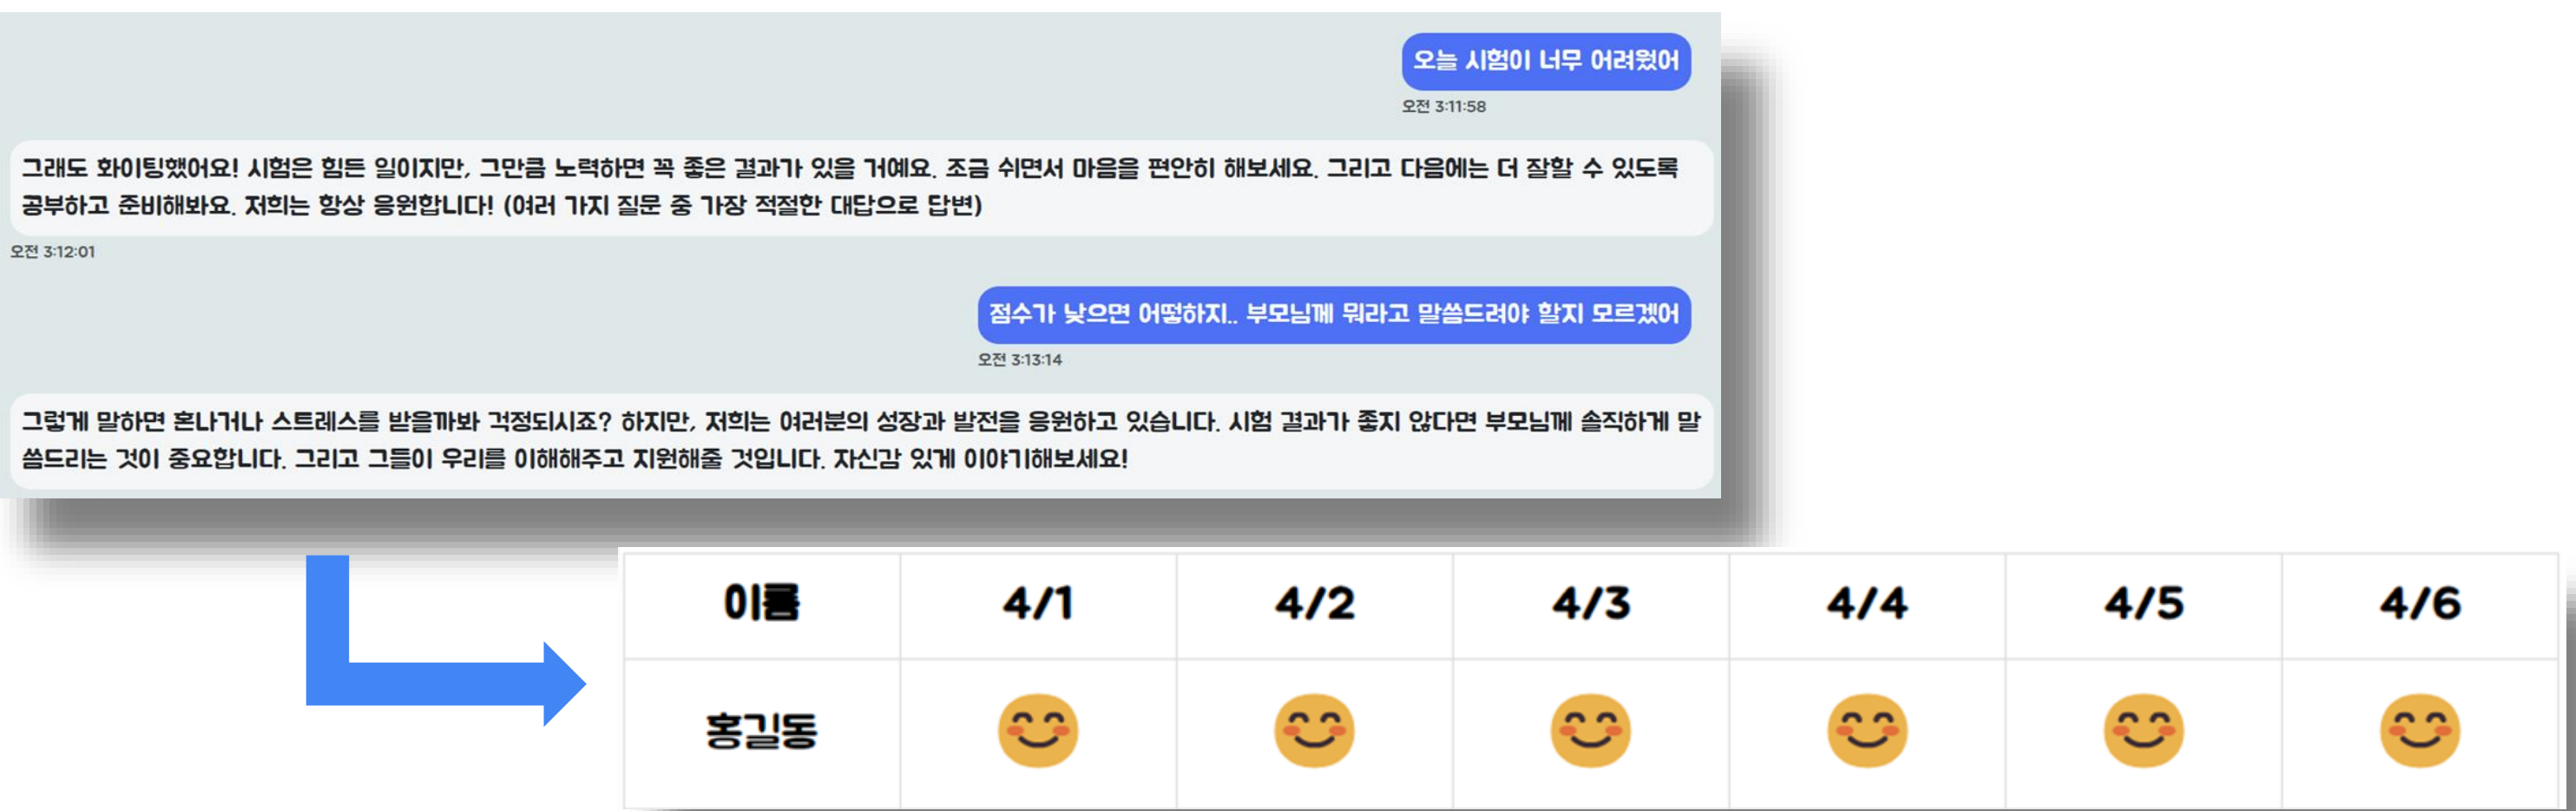 오늘 시험이 너무 어려웠어
오전 3:11:58
그래도 화이팅했어요! 시험은 힘든 일이지만, 그만큼 노력하면 꼭 좋은 결과가 있을 거예요. 조금 쉬면서 마음을 편안히 해보세요. 그리고 다음에는 더 잘할 수 있도록
공부하고 준비해봐요. 저희는 항상 응원합니다! (여러 가지 질문 중 가장 적절한 대답으로 답변)
오전 3:12:01
점수가 낮으면 어떻하지.. 부모님께 뭐라고 말씀드려야 할지 모르겠어
오전 3:13:14
그렇게 말하면 혼나거나 스트레스를 받을까봐 걱정되시죠? 하지만, 저희는 여러분의 성장과 발전을 응원하고 있습니다. 시험 결과가 좋지 않다면 부모님께 솔직하게 말
씀드리는 것이 중요합니다. 그리고 그들이 우리를 이해해주고 지원해줄 것입니다. 자신감 있게 이야기해보세요!
이름 4/1 4/2 4/3 4/4 4/5 4/6
홍길동